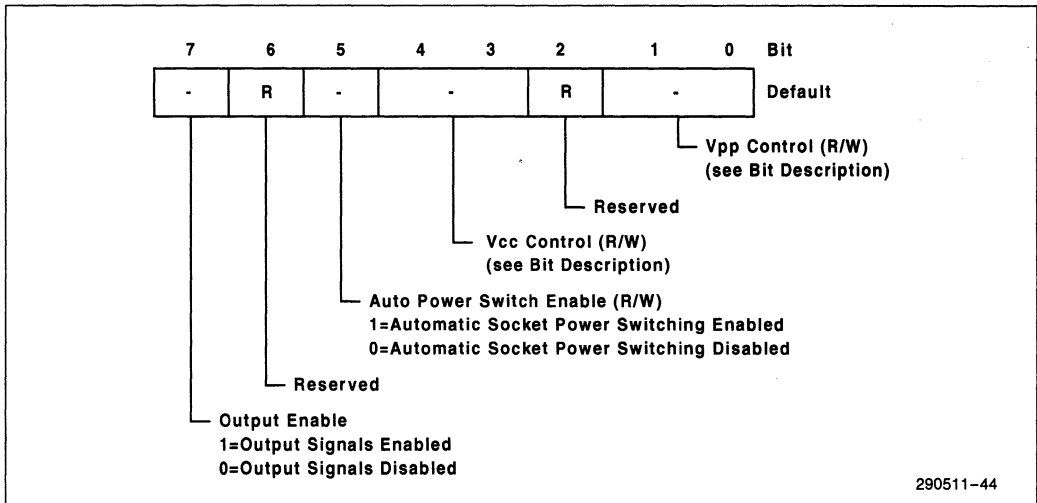 7 6 5 4 3 2 1 0 Bit
- R - - R - Default
Vpp Control (R/W)
(see Bit Description)
Reserved
Vcc Control (R/W)
(see Bit Description)
Auto Power Switch Enable (R/W)
1=Automatic Socket Power Switching Enabled
0=Automatic Socket Power Switching Disabled
Reserved
Output Enable
1=Output Signals Enabled
0=Output Signals Disabled
290511-44